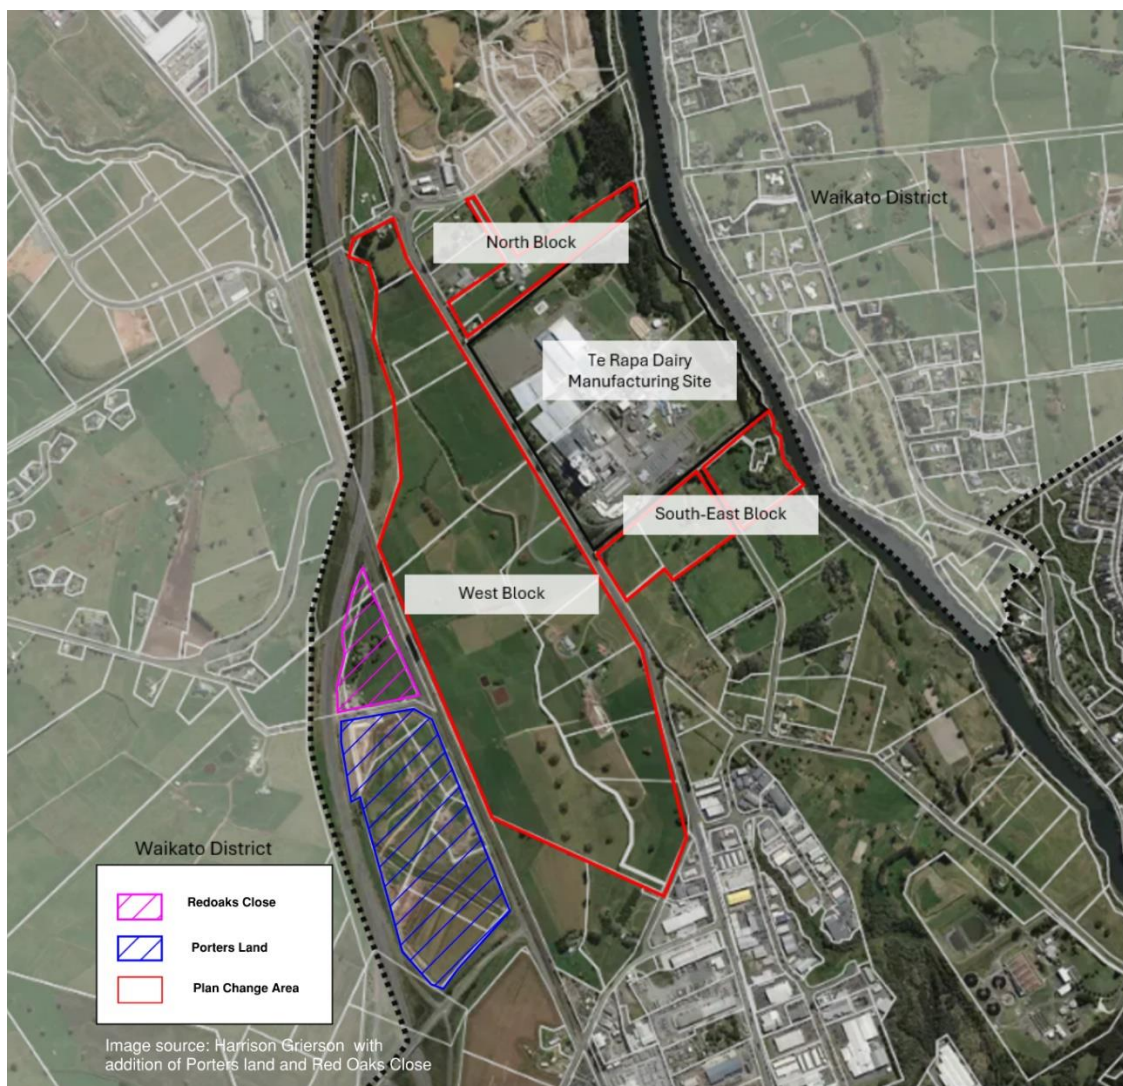 Waikato District
North Block
Te Rapa Dairy
Manufacturing Site
South-East Block
West Block
Waikato District
Redoaks Close
Porters Land
Plan Change Area
Image source: Harrison Grierson with
addition of Porters land and Red Oaks Close